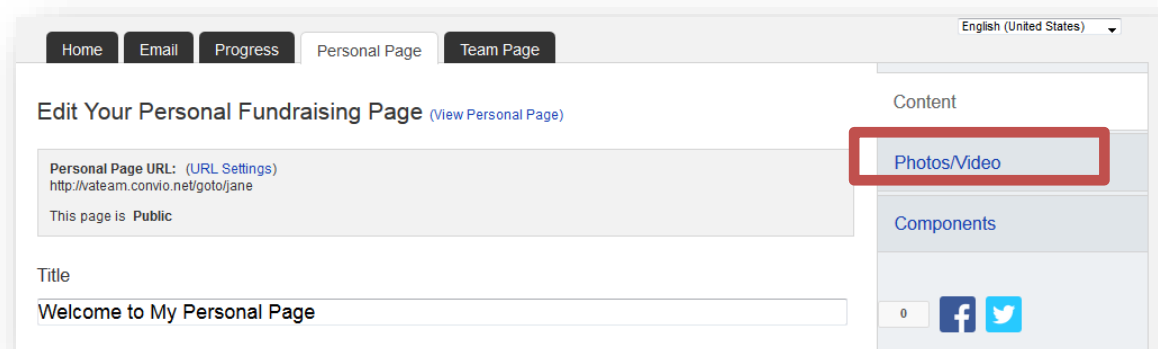 English (United States)
Home Email Progress Personal Page Team Page
Edit Your Personal Fundraising Page (View Personal Page)
Personal Page URL: (URL Settings)
http://vateam.convio.net/goto/jane
This page is Public
Title
Welcome to My Personal Page
Content
Photos/Video
Components
0